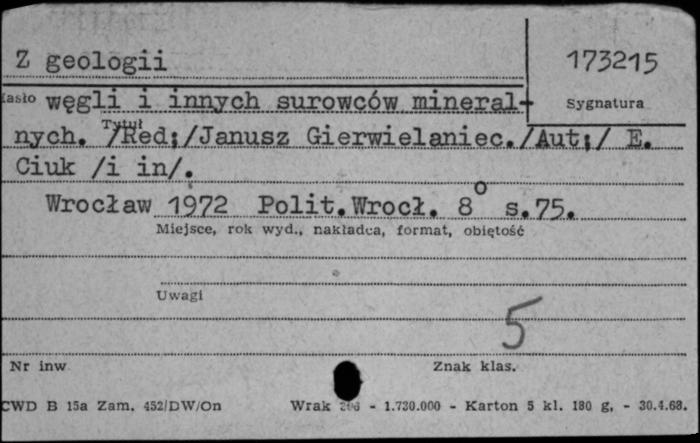 Z geologii
173215
Hasło węgli i innych surowców mineral-
Sygnatura
nych. Tytuł /Red;/Janusz Gierwielaniec./Aut;/ E.
Ciuk /i in/.
Wrocław 1972 Polit.Wrocł. 8° s.75.
Miejsce, rok wyd., nakładca, format, objętość
Uwagi
5
Nr inw
Znak klas.
CWD B 15a Zam. 452/DW/On Wrak - 1.730.000 - Karton 5 kl. 180 g, - 30.4.68.